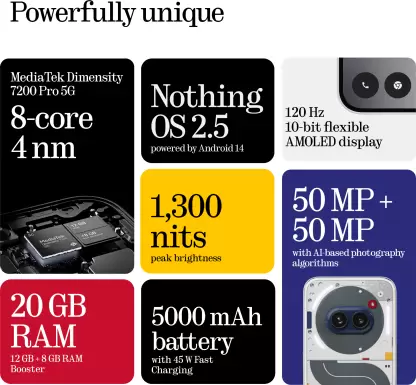 Powerfully unique
MediaTek Dimensity
7200 Pro 5G
8-core
4 nm
MediaTek
Nothing
OS 2.5
powered by Android 14
120 Hz
10-bit flexible
AMOLED display
1,300
nits
peak brightness
50 MP +
50 MP
with AI-based photography
algorithms
20 GB
RAM
12 GB + 8 GB RAM
Booster
5000 mAh
battery
with 45 W Fast
Charging